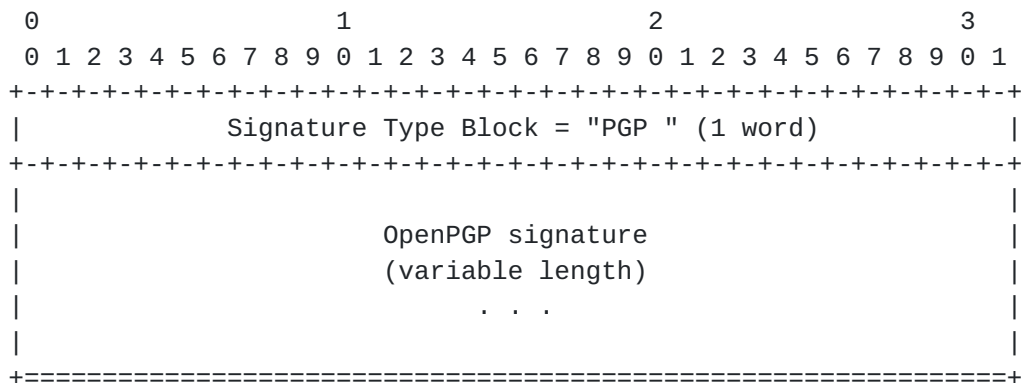 0                   1                   2                   3
 0 1 2 3 4 5 6 7 8 9 0 1 2 3 4 5 6 7 8 9 0 1 2 3 4 5 6 7 8 9 0 1
+-+-+-+-+-+-+-+-+-+-+-+-+-+-+-+-+-+-+-+-+-+-+-+-+-+-+-+-+-+-+-+-+
|             Signature Type Block = "PGP " (1 word)            |
+-+-+-+-+-+-+-+-+-+-+-+-+-+-+-+-+-+-+-+-+-+-+-+-+-+-+-+-+-+-+-+-+
|                                                               |
|                       OpenPGP signature                       |
|                       (variable length)                       |
|                             . . .                             |
|                                                               |
+===============================================================+